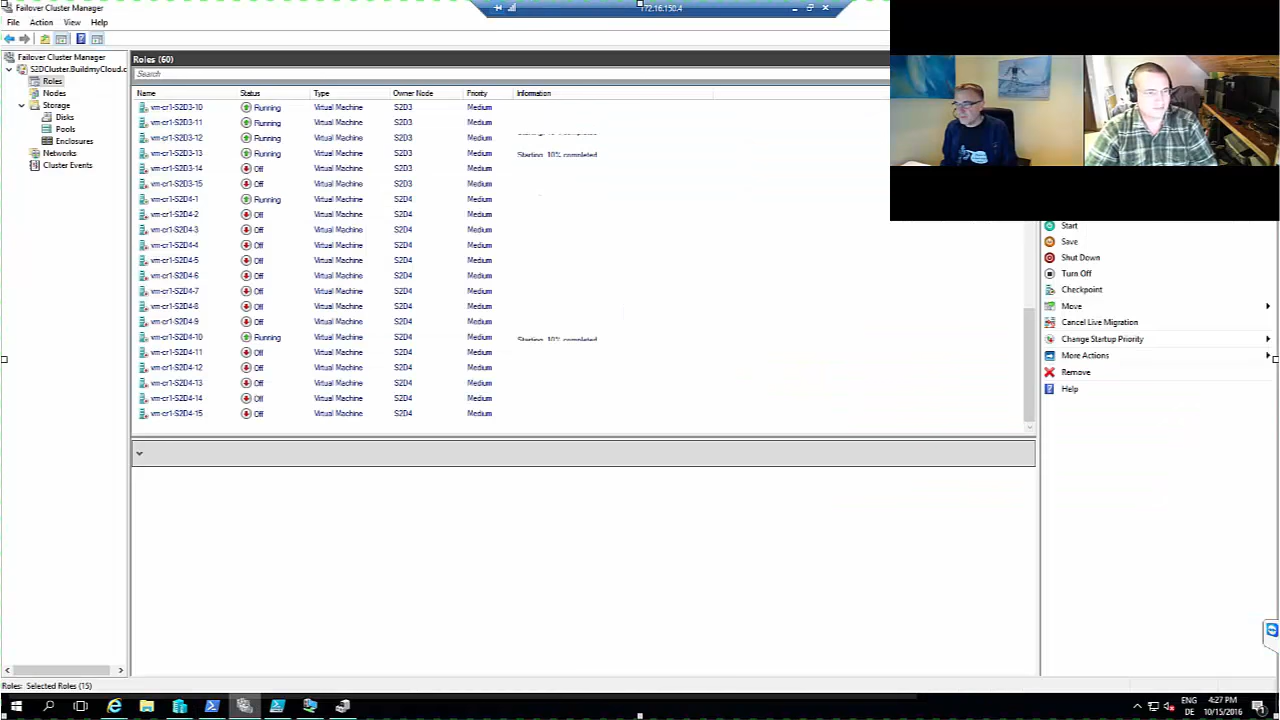 Failover Cluster Manager
172.16.150.4
File Action View Help
Failover Cluster Manager
S2DCluster.BuildmyCloud.c
Roles
Nodes
Storage
Disks
Pools
Enclosures
Networks
Cluster Events
Roles (60)
Search
Name Status Type Owner Node Priority Information
vm-cr1-S2D3-10 Running Virtual Machine S2D3 Medium
vm-cr1-S2D3-11 Running Virtual Machine S2D3 Medium
vm-cr1-S2D3-12 Running Virtual Machine S2D3 Medium
vm-cr1-S2D3-13 Running Virtual Machine S2D3 Medium Starting: 10% completed
vm-cr1-S2D3-14 Off Virtual Machine S2D3 Medium
vm-cr1-S2D3-15 Off Virtual Machine S2D3 Medium
vm-cr1-S2D4-1 Running Virtual Machine S2D4 Medium
vm-cr1-S2D4-2 Off Virtual Machine S2D4 Medium
vm-cr1-S2D4-3 Off Virtual Machine S2D4 Medium
vm-cr1-S2D4-4 Off Virtual Machine S2D4 Medium
vm-cr1-S2D4-5 Off Virtual Machine S2D4 Medium
vm-cr1-S2D4-6 Off Virtual Machine S2D4 Medium
vm-cr1-S2D4-7 Off Virtual Machine S2D4 Medium
vm-cr1-S2D4-8 Off Virtual Machine S2D4 Medium
vm-cr1-S2D4-9 Off Virtual Machine S2D4 Medium
vm-cr1-S2D4-10 Running Virtual Machine S2D4 Medium Starting: 10% completed
vm-cr1-S2D4-11 Off Virtual Machine S2D4 Medium
vm-cr1-S2D4-12 Off Virtual Machine S2D4 Medium
vm-cr1-S2D4-13 Off Virtual Machine S2D4 Medium
vm-cr1-S2D4-14 Off Virtual Machine S2D4 Medium
vm-cr1-S2D4-15 Off Virtual Machine S2D4 Medium
Start
Save
Shut Down
Turn Off
Checkpoint
Move
Cancel Live Migration
Change Startup Priority
More Actions
Remove
Help
Roles: Selected Roles (15)
ENG 4:27 PM
DE 10/15/2016